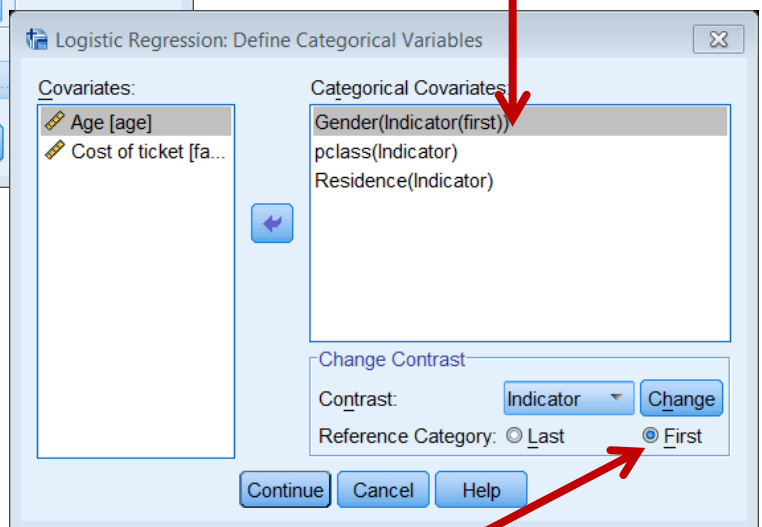 Logistic Regression: Define Categorical Variables
Covariates:
Age [age]
Cost of ticket [fa...
Categorical Covariates:
Gender(Indicator(first))
pclass(Indicator)
Residence(Indicator)
Change Contrast
Contrast: Indicator Change
Reference Category: Last First
Continue Cancel Help